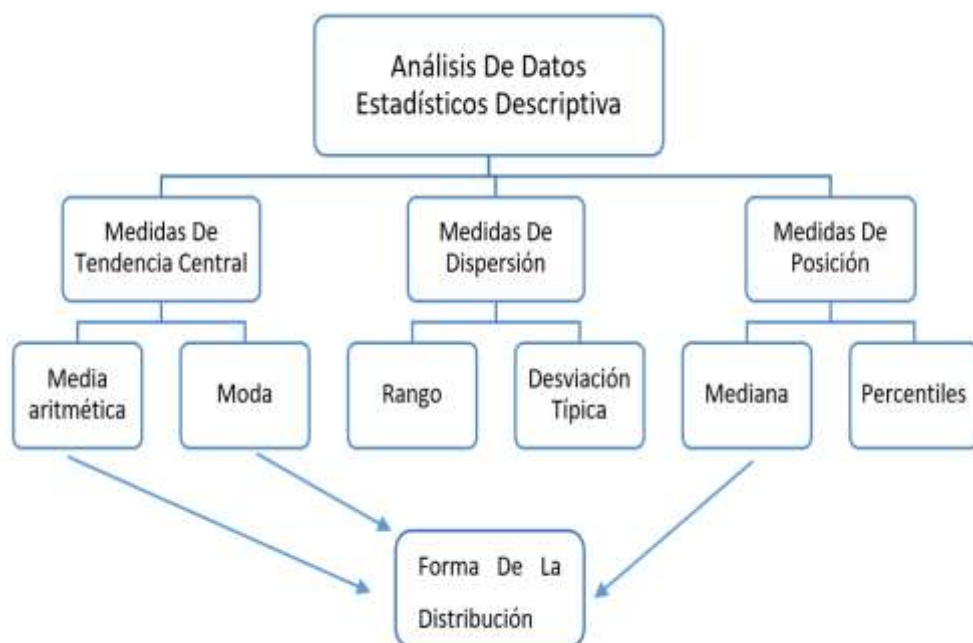 Análisis De Datos
Estadísticos Descriptiva
Medidas De
Tendencia Central
Medidas De
Dispersión
Medidas De
Posición
Media
aritmética
Moda
Rango
Desviación
Típica
Mediana
Percentiles
Forma De La
Distribución